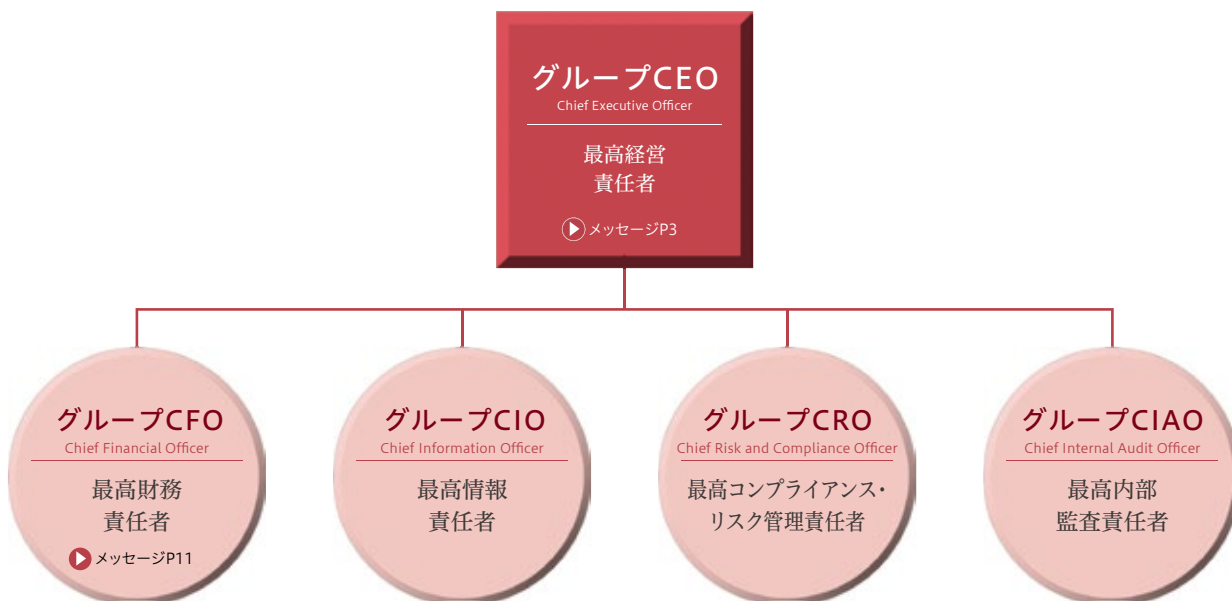 グループCEO
Chief Executive Officer
最高経営
責任者
メッセージP3
グループCFO
Chief Financial Officer
最高財務
責任者
メッセージP11
グループCIO
Chief Information Officer
最高情報
責任者
グループCRO
Chief Risk and Compliance Officer
最高コンプライアンス・
リスク管理責任者
グループCIAO
Chief Internal Audit Officer
最高内部
監査責任者